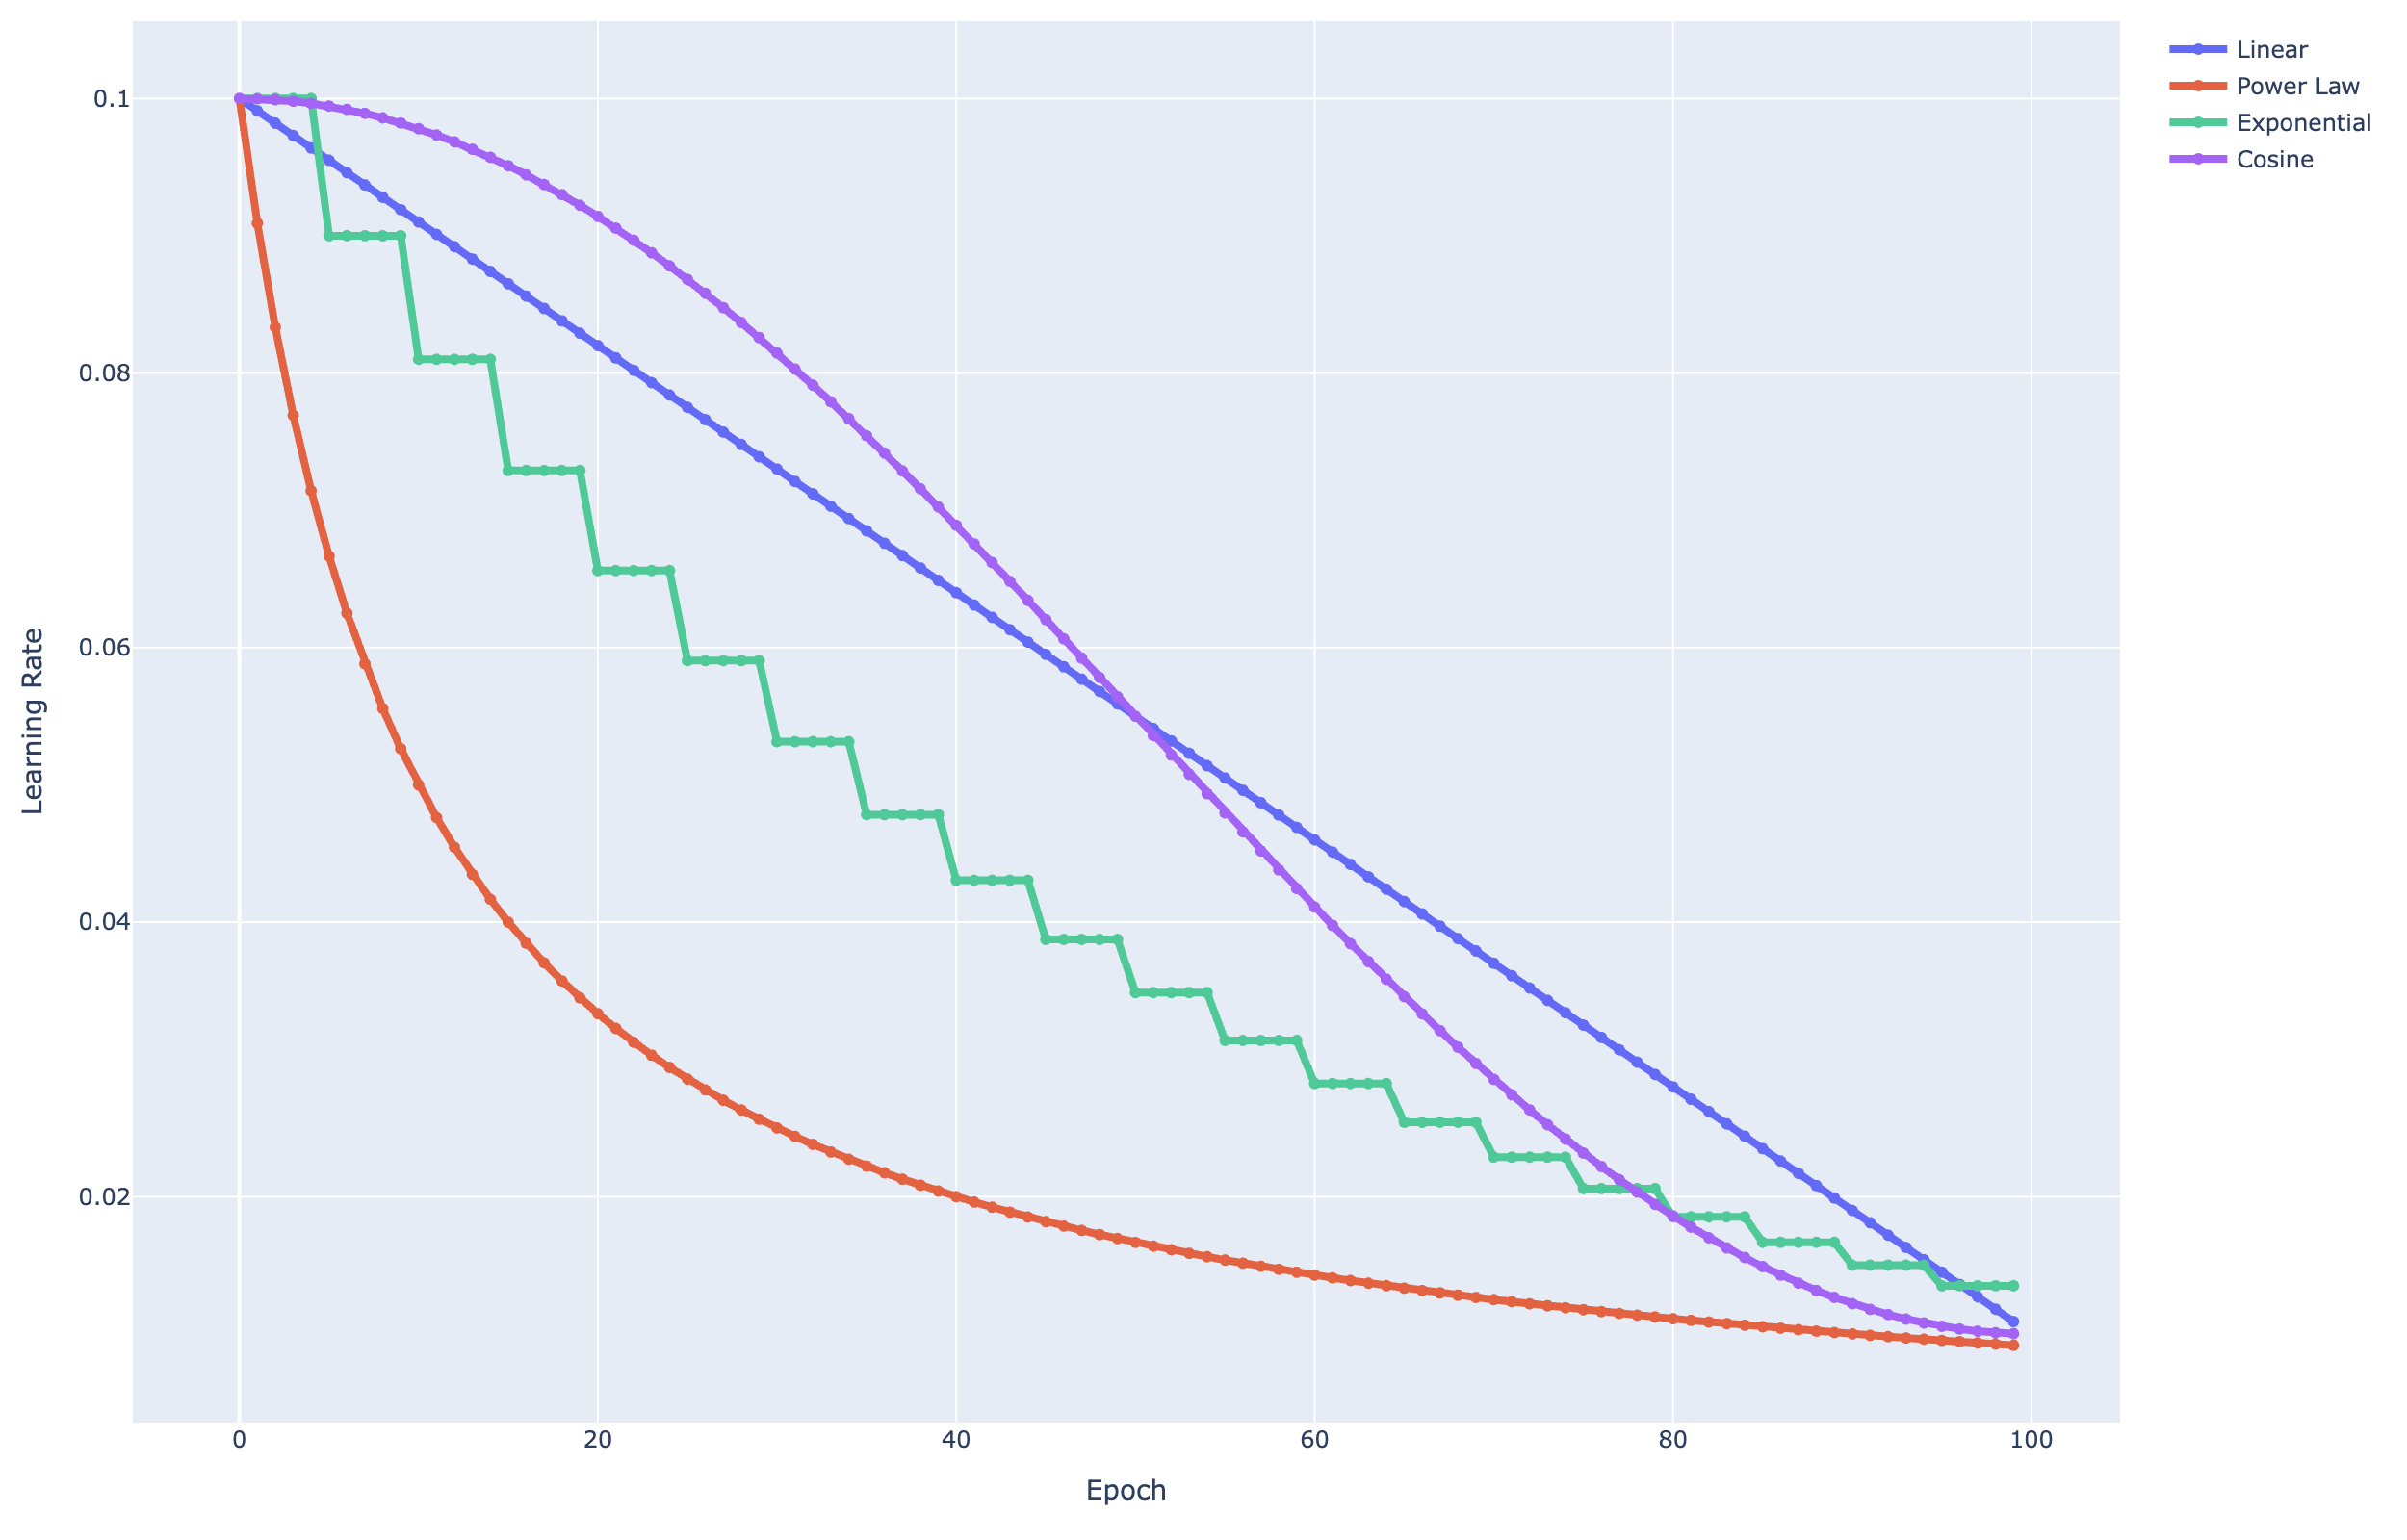 Linear
Power Law
Exponential
Cosine
0.1
0.08
0.06
0.04
0.02
Learning Rate
0 20 40 60 80 100
Epoch